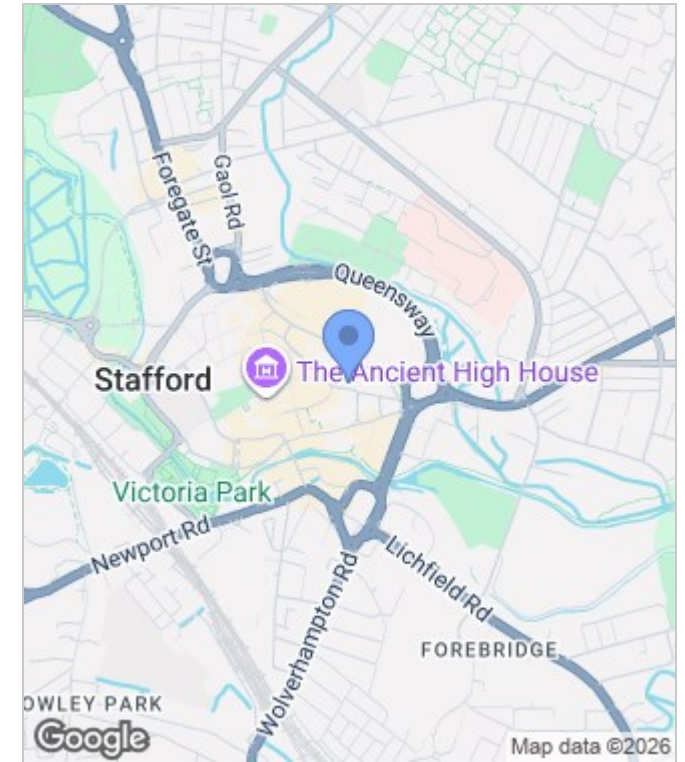 Foregate St
Gaol Rd
Queensway
Stafford
The Ancient High House
Victoria Park
Newport Rd
Lichfield Rd
Wolverhampton Rd
FOREBRIDGE
OWLEY PARK
Google
Map data ©2026